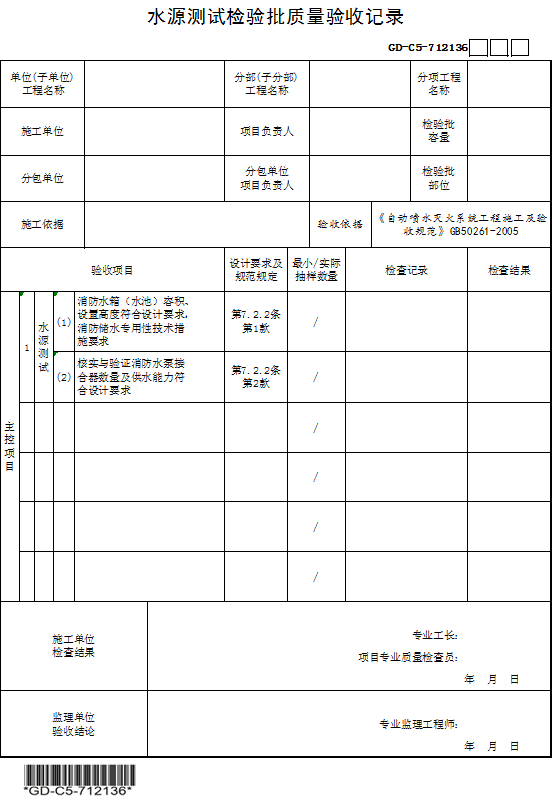 水源测试检验批质量验收记录
GD-C5-712136
单位(子单位)
工程名称
分部(子分部)
工程名称
分项工程
名称
施工单位
项目负责人
检验批
容量
分包单位
分包单位
项目负责人
检验批
部位
施工依据
验收依据
《自动喷水灭火系统工程施工及验
收规范》GB50261-2005
验收项目
设计要求及
规范规定
最小/实际
抽样数量
检查记录
检查结果
主
控
项
目
1
水
源
测
试
(1)
消防水箱（水池）容积、
设置高度符合设计要求,
消防储水专用性技术措
施要求
第7.2.2条
第1款
/
(2)
核实与验证消防水泵接
合器数量及供水能力符
合设计要求
第7.2.2条
第2款
/
/
/
/
/
施工单位
检查结果
专业工长:
项目专业质量检查员:
年 月 日
监理单位
验收结论
专业监理工程师:
年 月 日
*GD-C5-712136*